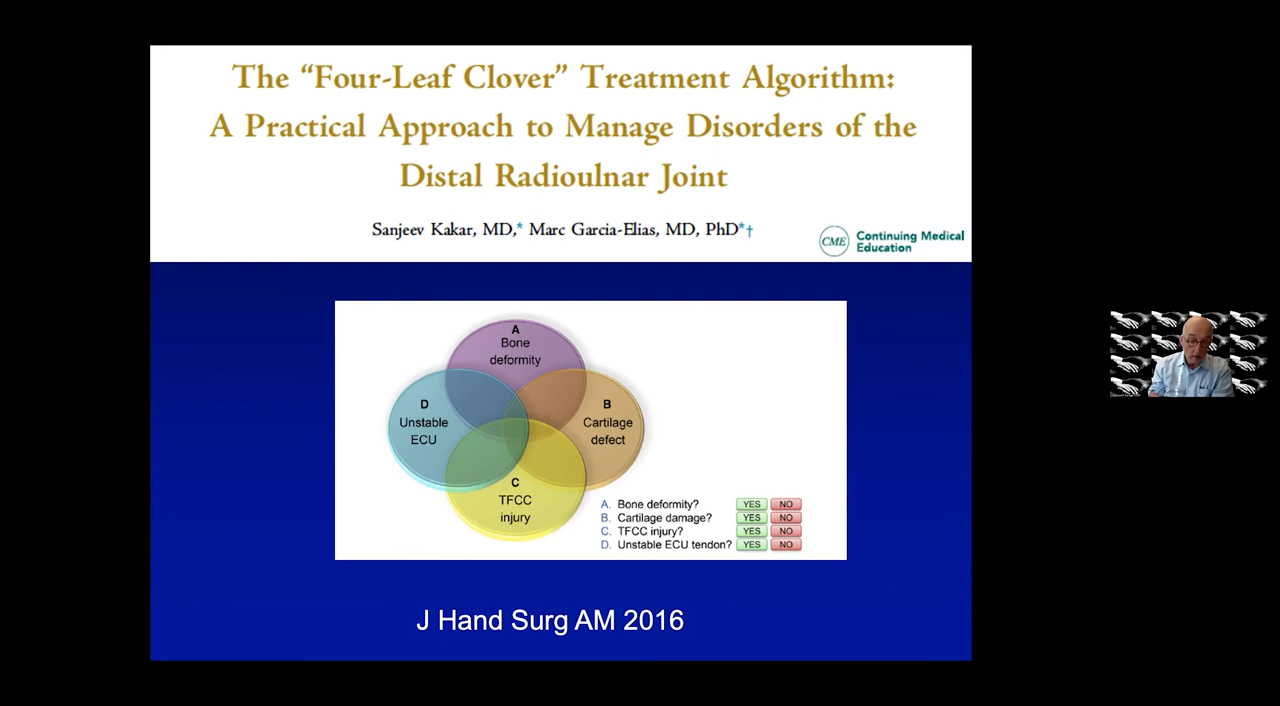 The “Four-Leaf Clover” Treatment Algorithm:
A Practical Approach to Manage Disorders of the
Distal Radioulnar Joint
Sanjeev Kakar, MD,* Marc Garcia-Elias, MD, PhD*†
CME
Continuing Medical
Education
A
Bone
deformity
D
Unstable
ECU
B
Cartilage
defect
C
TFCC
injury
A. Bone deformity? YES NO
B. Cartilage damage? YES NO
C. TFCC injury? YES NO
D. Unstable ECU tendon? YES NO
J Hand Surg AM 2016